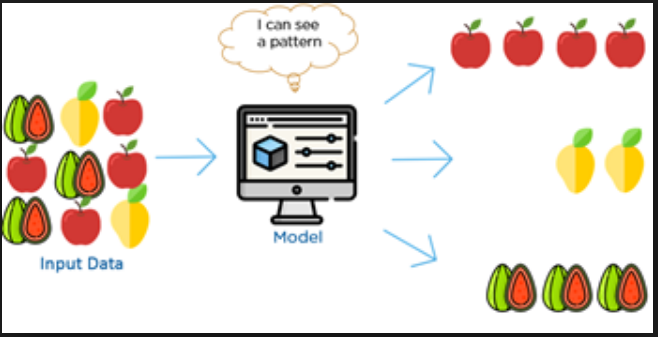 I can see
a pattern
Model
Input Data